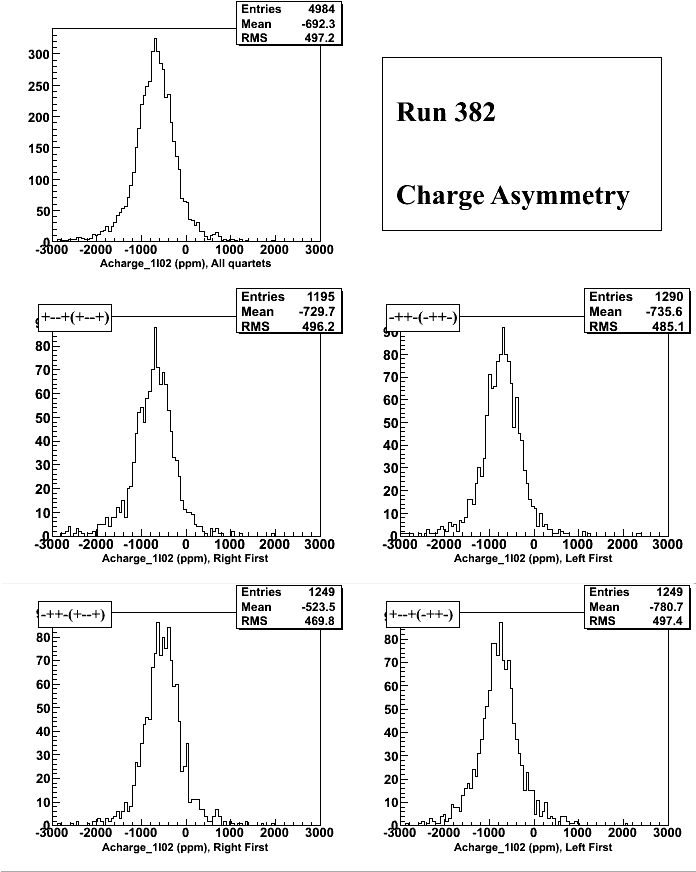 Entries 4984
Mean -692.3
RMS 497.2
300
250
200
150
100
50
0
-3000 -2000 -1000 0 1000 2000 3000
Acharge_1I02 (ppm), All quartets
Run 382
Charge Asymmetry
+--+(+--+)
Entries 1195
Mean -729.7
RMS 496.2
80
70
60
50
40
30
20
10
0
-3000 -2000 -1000 0 1000 2000 3000
Acharge_1I02 (ppm), Right First
-++-(-++-)
Entries 1290
Mean -735.6
RMS 485.1
80
70
60
50
40
30
20
10
0
-3000 -2000 -1000 0 1000 2000 3000
Acharge_1I02 (ppm), Left First
-++-(+--+)
Entries 1249
Mean -523.5
RMS 469.8
80
70
60
50
40
30
20
10
0
-3000 -2000 -1000 0 1000 2000 3000
Acharge_1I02 (ppm), Right First
+--+(-++-)
Entries 1249
Mean -780.7
RMS 497.4
80
70
60
50
40
30
20
10
0
-3000 -2000 -1000 0 1000 2000 3000
Acharge_1I02 (ppm), Left First